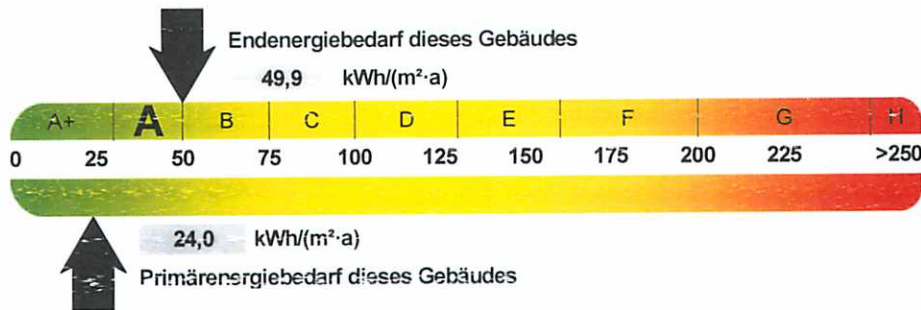 Endenergiebedarf dieses Gebäudes
49,9 kWh/(m²·a)
A+ A B C D E F G H
0 25 50 75 100 125 150 175 200 225 >250
24,0 kWh/(m²·a)
Primärenergiebedarf dieses Gebäudes